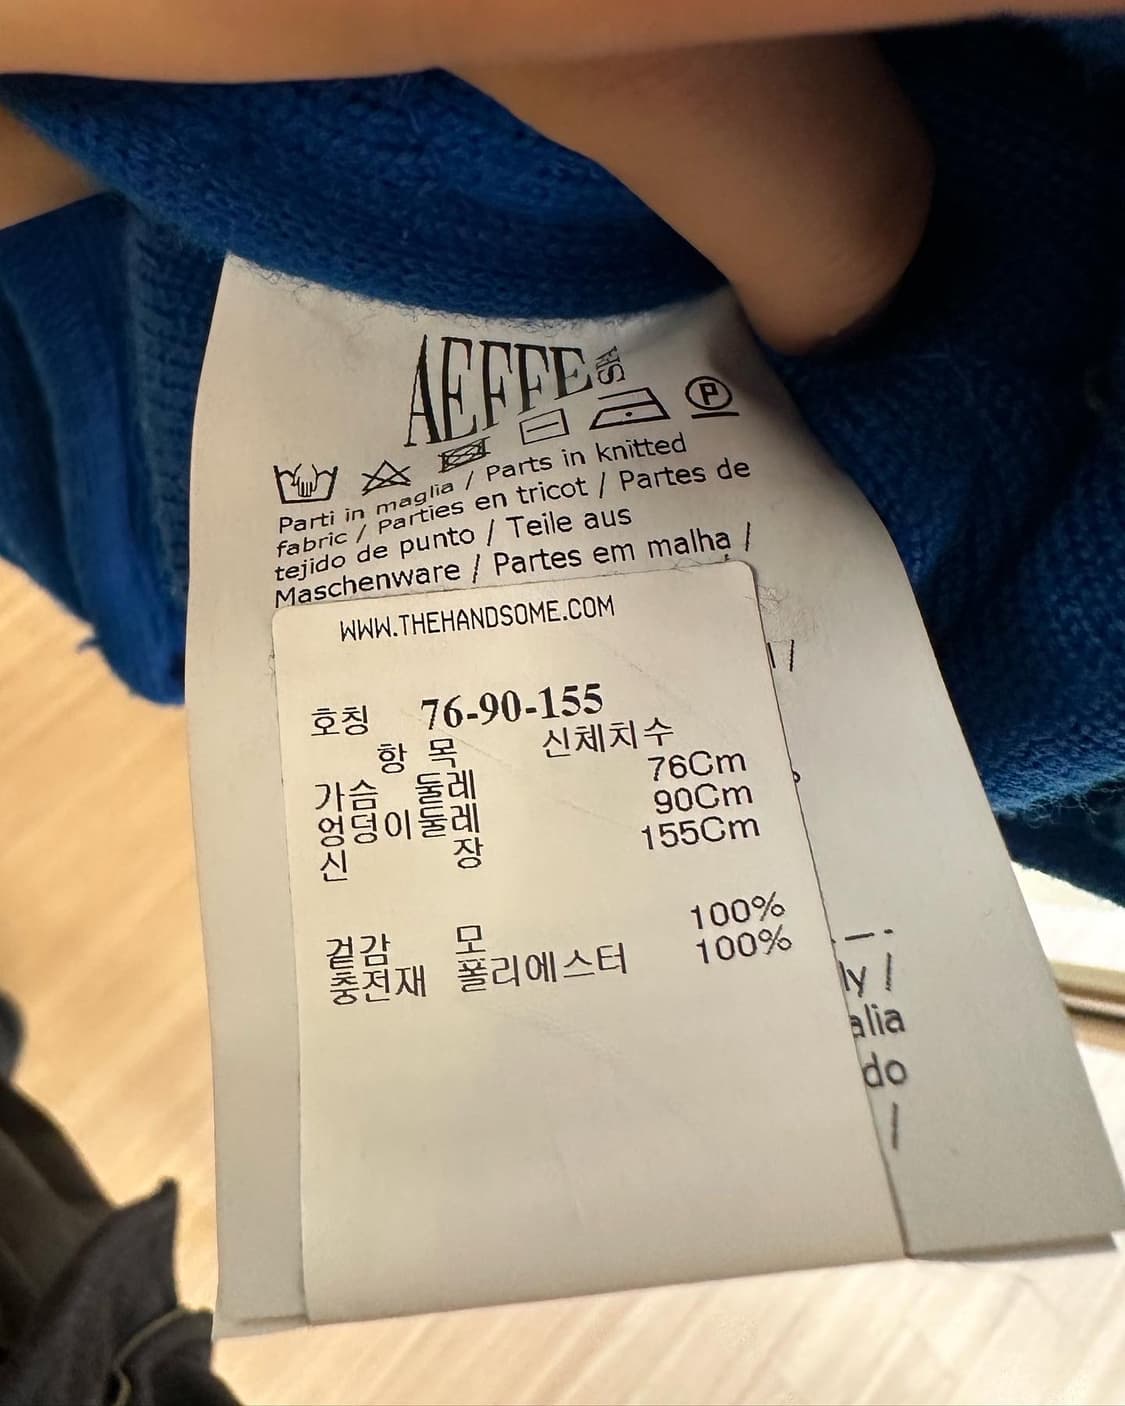 AEFFE SPA
Parti in maglia / Parts in knitted
fabric / Parties en tricot / Partes de
tejido de punto / Teile aus
Maschenware / Partes em malha /
WWW.THEHANDSOME.COM
호칭 76-90-155
항 목 신체치수
가슴 둘레 76Cm
엉덩이둘레 90Cm
신 장 155Cm
겉감 모 100%
충전재 폴리에스터 100%
ly /
alia
do
/